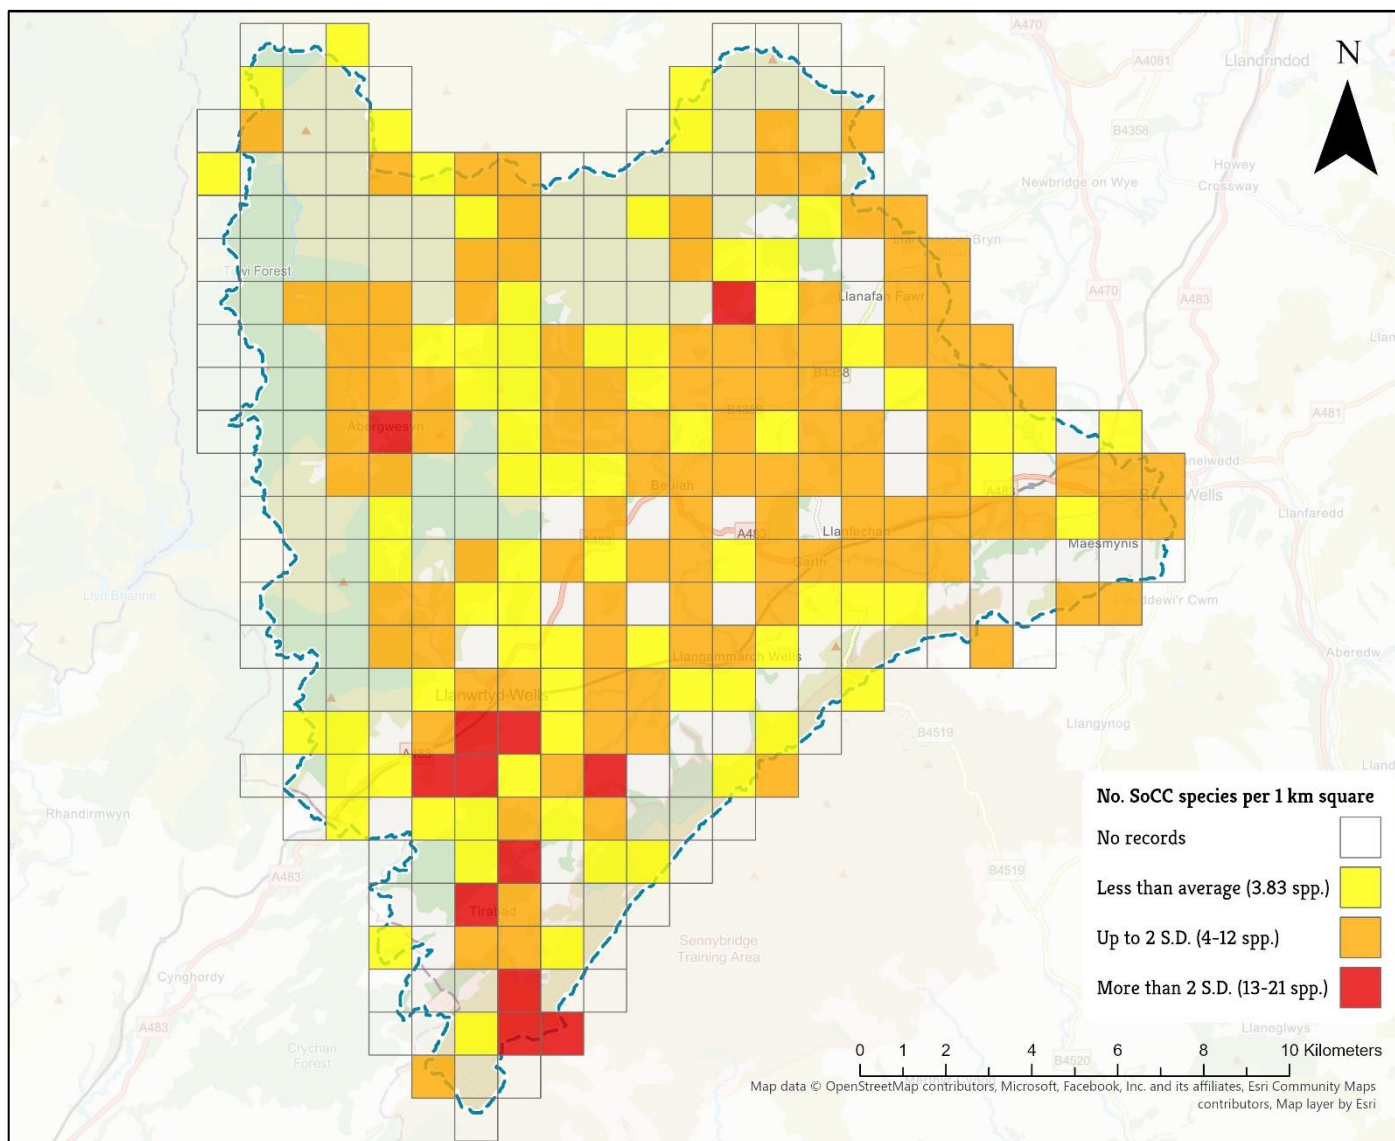 A470
A4081
Llandrindod
N
B4358
Howey
Crossway
Newbridge on Wye
Tywi Forest
A470
A483
Llanafan Fawr
B4358
B4358
A481
Abergwesyn
Beulah
A483
Builth Wells
Llanfaredd
A483
A483
Llanfechan
Maesmynis
Garth
Llyn Brianne
Llanddewi'r Cwm
Llangammarch Wells
Aberedw
Llanwrtyd-Wells
Llangynog
B4519
A483
Rhandirmwyn
No. SoCC species per 1 km square
No records
A483
B4519
Less than average (3.83 spp.)
Tirabad
Up to 2 S.D. (4-12 spp.)
Sennybridge
Training Area
Cynghordy
More than 2 S.D. (13-21 spp.)
A483
Llaneglwys
Crychan
Forest
0 1 2 4 6 8 10 Kilometers
B4520
Map data © OpenStreetMap contributors, Microsoft, Facebook, Inc. and its affiliates, Esri Community Maps
contributors, Map layer by Esri